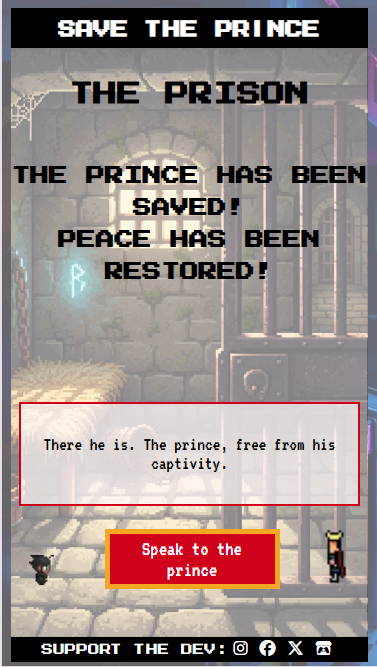 SAVE THE PRINCE
THE PRISON
THE PRINCE HAS BEEN
SAVED!
PEACE HAS BEEN
RESTORED!
ᚱ
There he is. The prince, free from his
captivity.
Speak to the
prince
SUPPORT THE DEV: